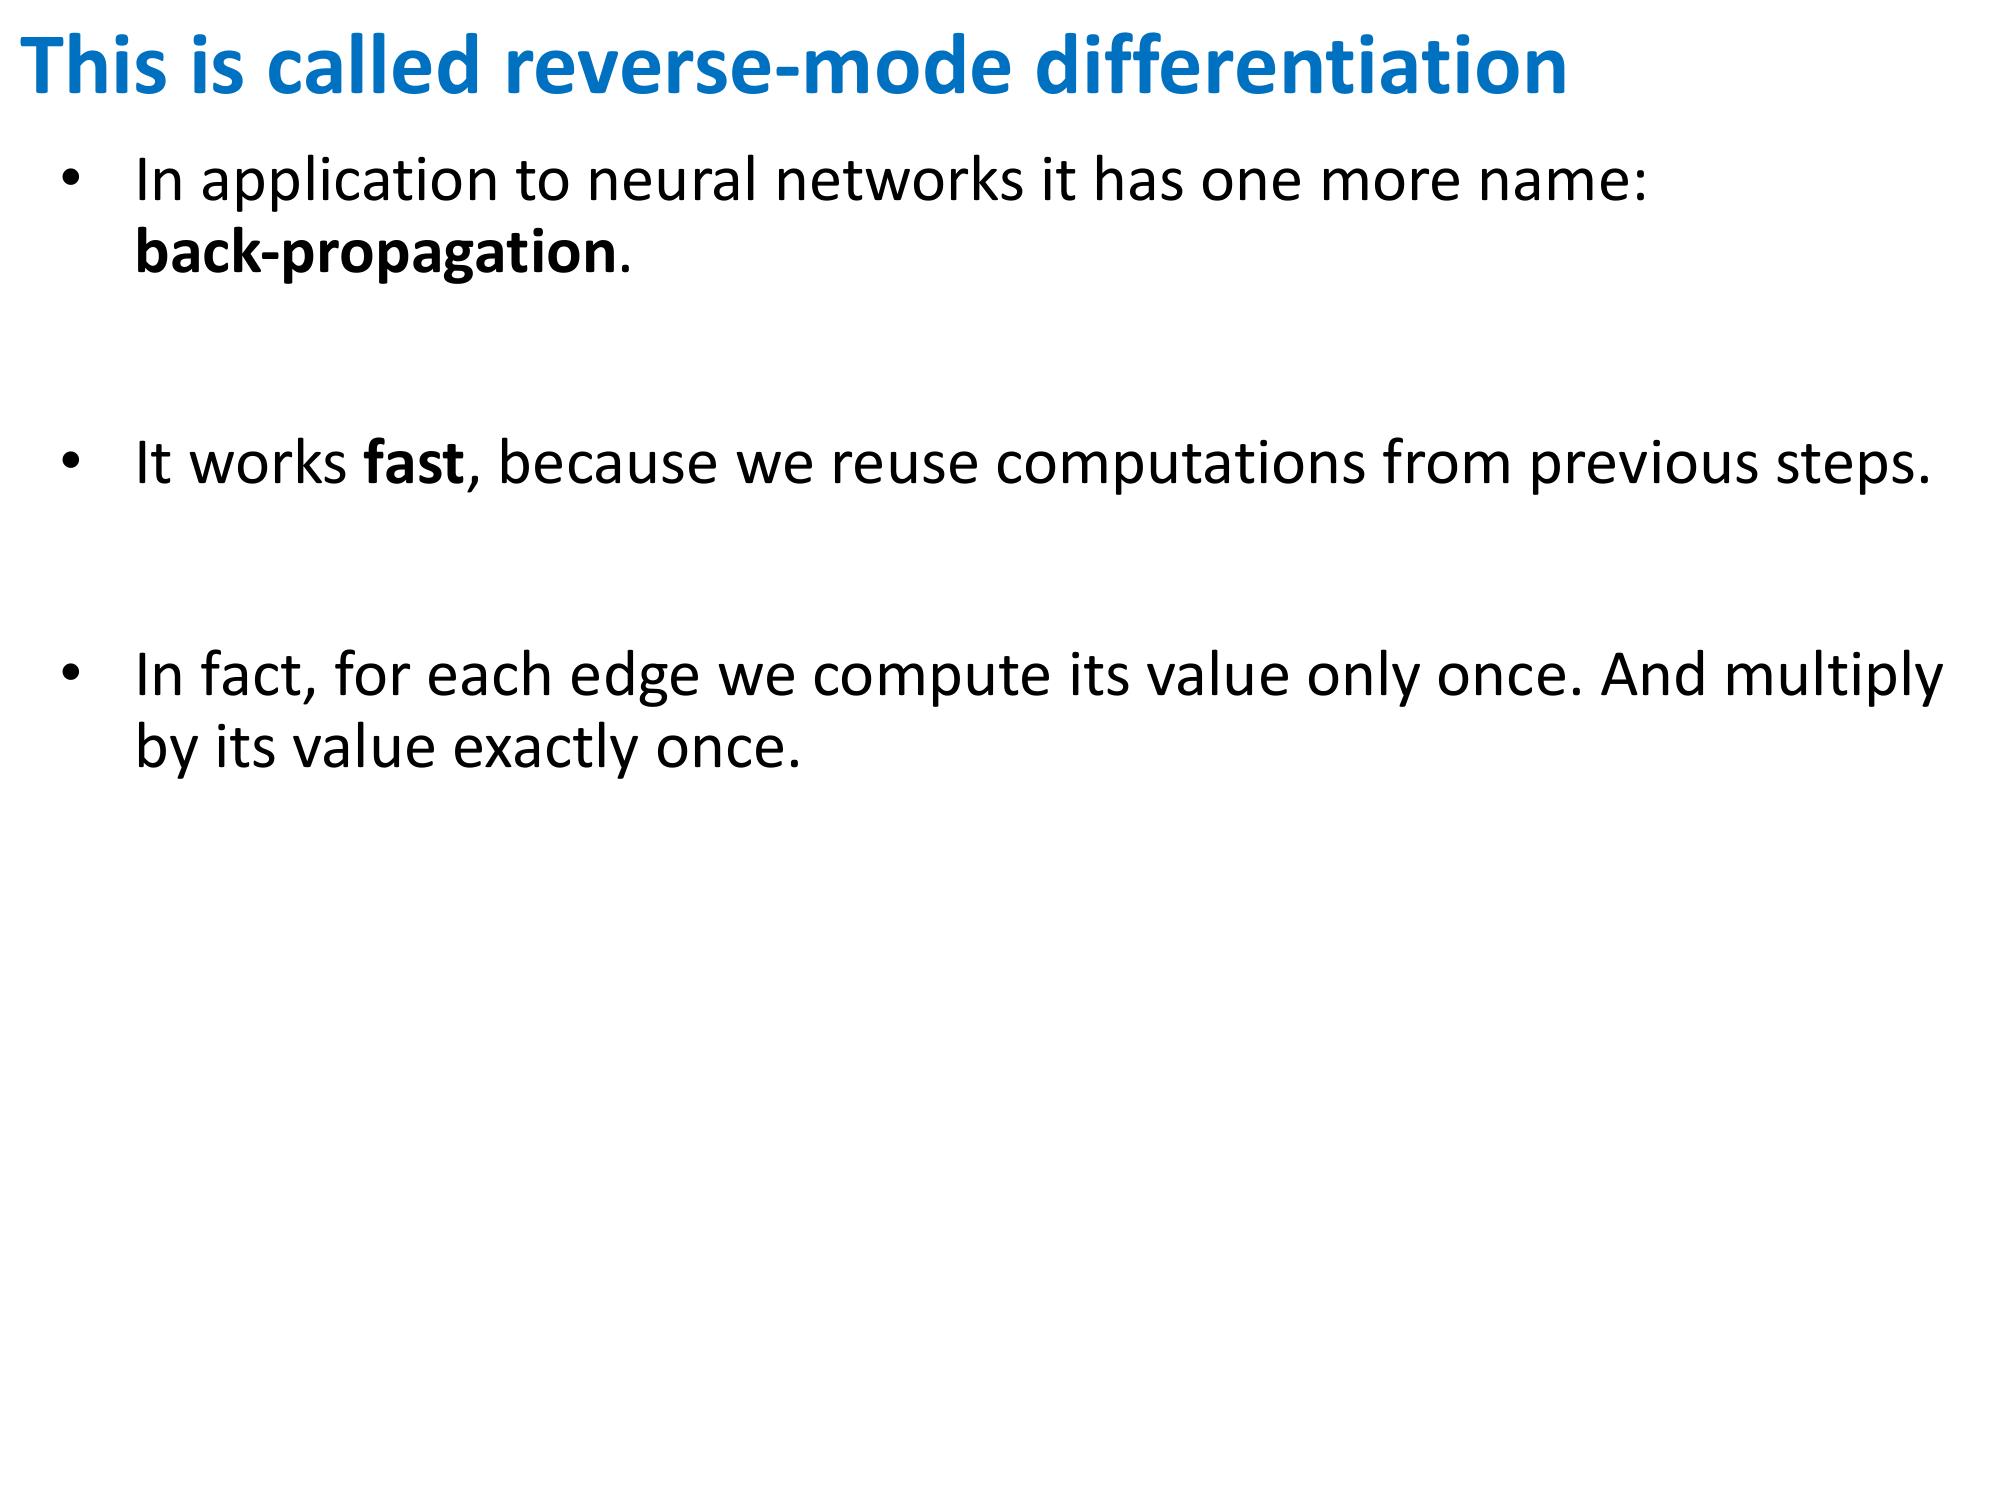 This is called reverse-mode differentiation
• In application to neural networks it has one more name:
back-propagation.
• It works fast, because we reuse computations from previous steps.
• In fact, for each edge we compute its value only once. And multiply
by its value exactly once.